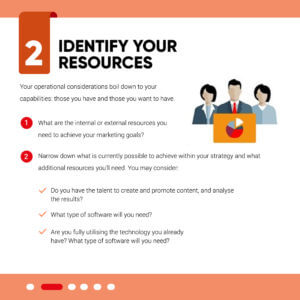 2
IDENTIFY YOUR
RESOURCES
Your operational considerations boil down to your
capabilities: those you have and those you want to have.
1 What are the internal or external resources you
need to achieve your marketing goals?
2 Narrow down what is currently possible to achieve within your strategy and what
additional resources you'll need. You may consider:
Do you have the talent to create and promote content, and analyse
the results?
What type of software will you need?
Are you fully utilising the technology you already
have? What type of software will you need?